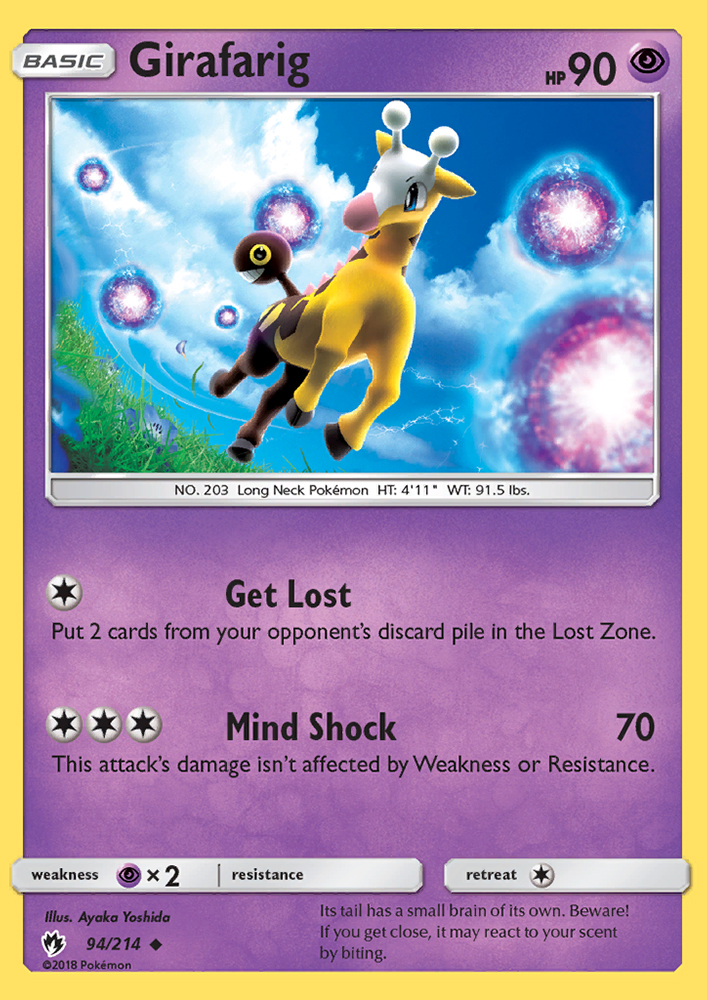 BASIC Girafarig HP 90
NO. 203 Long Neck Pokémon HT: 4'11" WT: 91.5 lbs.
Get Lost
Put 2 cards from your opponent's discard pile in the Lost Zone.
Mind Shock 70
This attack's damage isn't affected by Weakness or Resistance.
weakness ×2 resistance retreat
Illus. Ayaka Yoshida
94/214
©2018 Pokémon
Its tail has a small brain of its own. Beware!
If you get close, it may react to your scent
by biting.